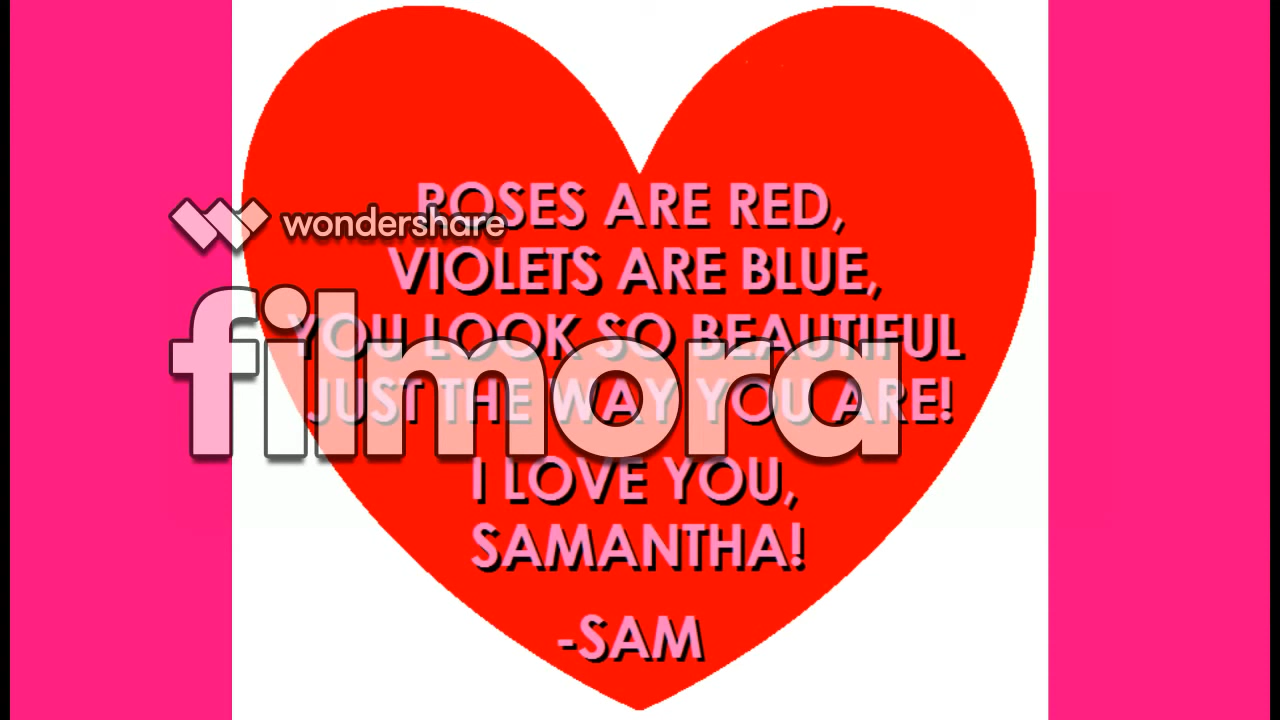 ROSES ARE RED,
wondershare
VIOLETS ARE BLUE,
YOU LOOK SO BEAUTIFUL
filmora
JUST THE WAY YOU ARE!
I LOVE YOU,
SAMANTHA!
-SAM